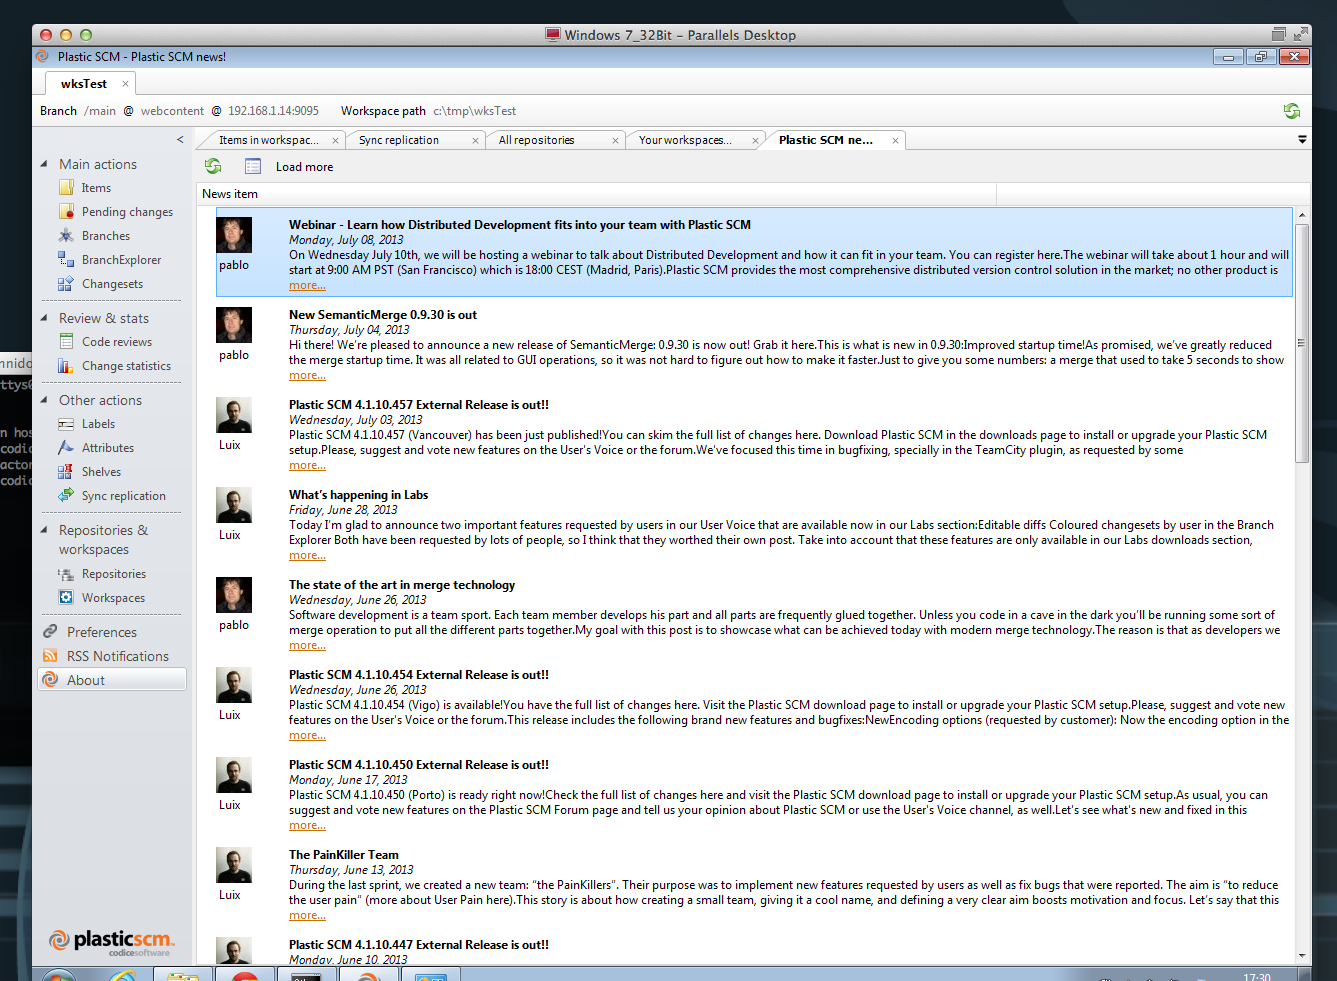 Windows 7_32Bit - Parallels Desktop
Plastic SCM - Plastic SCM news!
wksTest
Branch /main @ webcontent @ 192.168.1.14:9095 Workspace path c:\tmp\wksTest
<
Items in workspac...
Sync replication
All repositories
Your workspaces...
Plastic SCM ne...
Load more
News item
Main actions
Items
Pending changes
Branches
BranchExplorer
Changesets
Review & stats
Code reviews
Change statistics
Other actions
Labels
Attributes
Shelves
Sync replication
Repositories &
workspaces
Repositories
Workspaces
Preferences
RSS Notifications
About
plasticscm
codicesoftware
pablo
Webinar - Learn how Distributed Development fits into your team with Plastic SCM
Monday, July 08, 2013
On Wednesday July 10th, we will be hosting a webinar to talk about Distributed Development and how it can fit in your team. You can register here.The webinar will take about 1 hour and will
start at 9:00 AM PST (San Francisco) which is 18:00 CEST (Madrid, Paris).Plastic SCM provides the most comprehensive distributed version control solution in the market; no other product is
more...
pablo
New SemanticMerge 0.9.30 is out
Thursday, July 04, 2013
Hi there! We're pleased to announce a new release of SemanticMerge: 0.9.30 is now out! Grab it here.This is what is new in 0.9.30:Improved startup time!As promised, we've greatly reduced
the merge startup time. It was all related to GUI operations, so it was not hard to figure out how to make it faster.Just to give you some numbers: a merge that used to take 5 seconds to show
more...
Luix
Plastic SCM 4.1.10.457 External Release is out!!
Wednesday, July 03, 2013
Plastic SCM 4.1.10.457 (Vancouver) has been just published!You can skim the full list of changes here. Download Plastic SCM in the downloads page to install or upgrade your Plastic SCM
setup.Please, suggest and vote new features on the User's Voice or the forum.We've focused this time in bugfixing, specially in the TeamCity plugin, as requested by some
more...
Luix
What's happening in Labs
Friday, June 28, 2013
Today I'm glad to announce two important features requested by users in our User Voice that are available now in our Labs section:Editable diffs Coloured changesets by user in the Branch
Explorer Both have been requested by lots of people, so I think that they worthed their own post. Take into account that these features are only available in our Labs downloads section,
more...
pablo
The state of the art in merge technology
Wednesday, June 26, 2013
Software development is a team sport. Each team member develops his part and all parts are frequently glued together. Unless you code in a cave in the dark you'll be running some sort of
merge operation to put all the different parts together.My goal with this post is to showcase what can be achieved today with modern merge technology.The reason is that as developers we
more...
Luix
Plastic SCM 4.1.10.454 External Release is out!!
Wednesday, June 26, 2013
Plastic SCM 4.1.10.454 (Vigo) is available!You have the full list of changes here. Visit the Plastic SCM download page to install or upgrade your Plastic SCM setup.Please, suggest and vote new
features on the User's Voice or the forum.This release includes the following brand new features and bugfixes:NewEncoding options (requested by customer): Now the encoding option in the
more...
Luix
Plastic SCM 4.1.10.450 External Release is out!!
Monday, June 17, 2013
Plastic SCM 4.1.10.450 (Porto) is ready right now!Check the full list of changes here and visit the Plastic SCM download page to install or upgrade your Plastic SCM setup.As usual, you can
suggest and vote new features on the Plastic SCM Forum page and tell us your opinion about Plastic SCM or use the User's Voice channel, as well.Let's see what's new and fixed in this
more...
Luix
The PainKiller Team
Thursday, June 13, 2013
During the last sprint, we created a new team: "the PainKillers". Their purpose was to implement new features requested by users as well as fix bugs that were reported. The aim is "to reduce
the user pain" (more about User Pain here).This story is about how creating a small team, giving it a cool name, and defining a very clear aim boosts motivation and focus. Let's say that this
more...
Plastic SCM 4.1.10.447 External Release is out!!
Monday, June 10, 2013
17:30